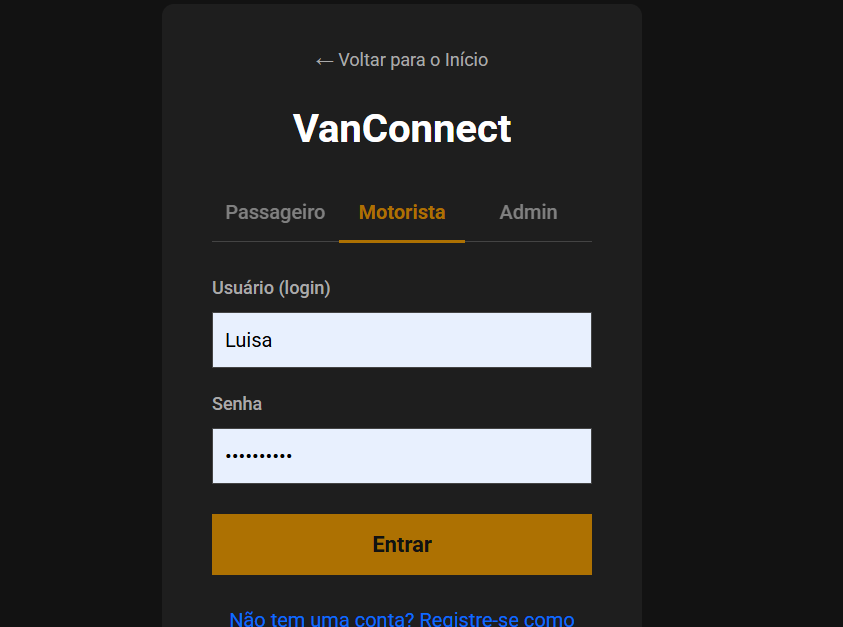 ← Voltar para o Início
VanConnect
Passageiro Motorista Admin
Usuário (login)
Luisa
Senha
••••••••••
Entrar
Não tem uma conta? Registre-se como